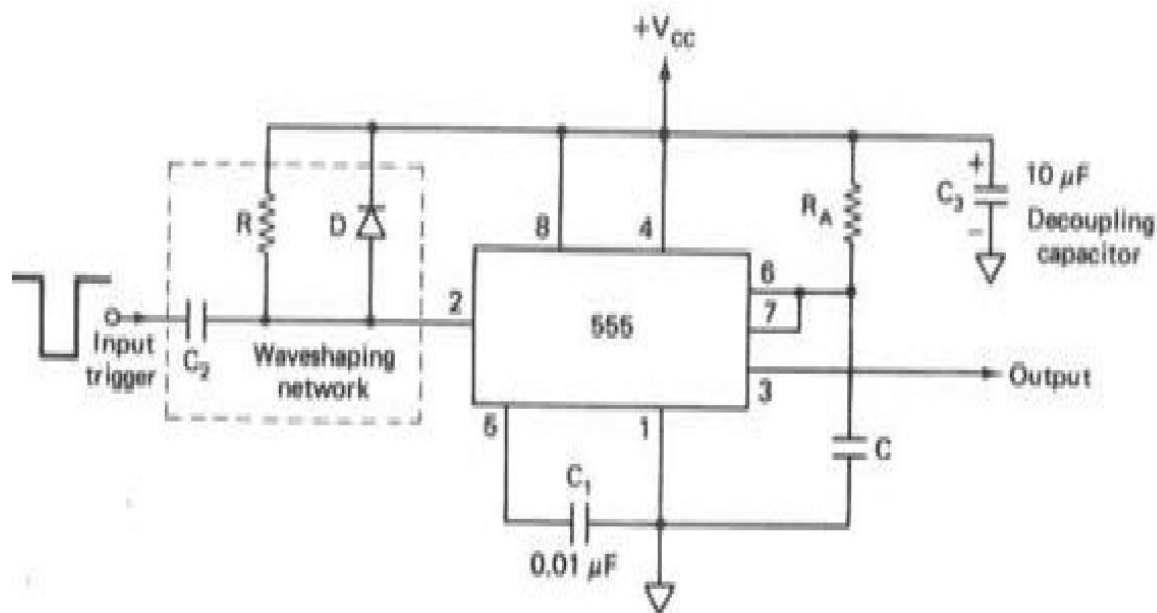 +VCC
R
D
8
4
RA
C3
+
-
10 μF
Decoupling
capacitor
2
555
6
7
3
Input
trigger
C2
Waveshaping
network
Output
5
1
C
C1
0.01 μF